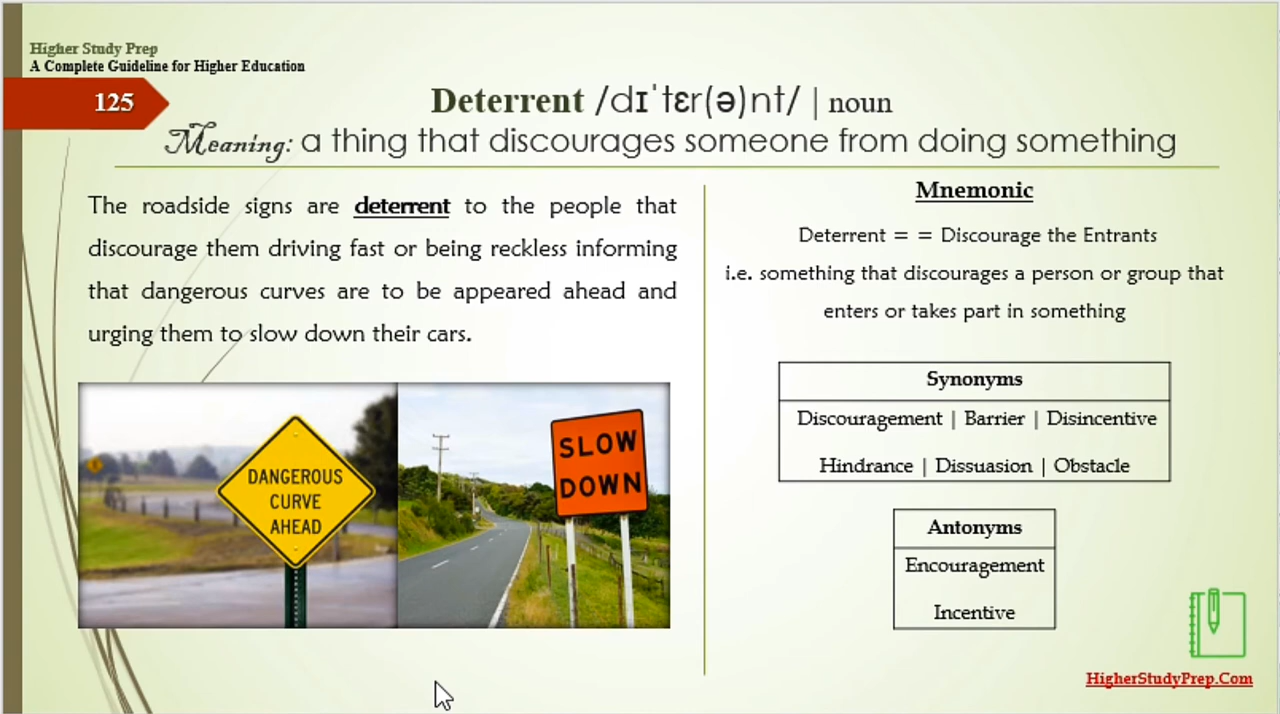 Higher Study Prep
A Complete Guideline for Higher Education
125
Deterrent /dɪˈtɛr(ə)nt/ | noun
Meaning: a thing that discourages someone from doing something
The roadside signs are deterrent to the people that
discourage them driving fast or being reckless informing
that dangerous curves are to be appeared ahead and
urging them to slow down their cars.
DANGEROUS
CURVE
AHEAD
SLOW
DOWN
Mnemonic
Deterrent = = Discourage the Entrants
i.e. something that discourages a person or group that
enters or takes part in something
Synonyms
Discouragement | Barrier | Disincentive
Hindrance | Dissuasion | Obstacle
Antonyms
Encouragement
Incentive
HigherStudyPrep.Com